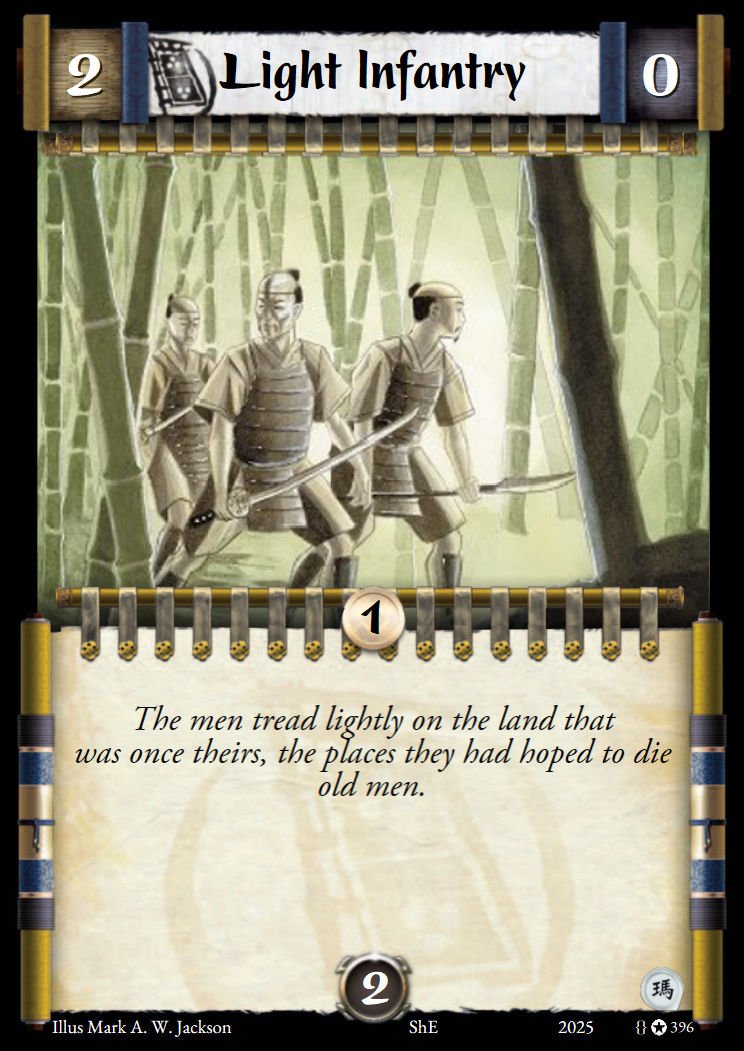 2 Light Infantry 0
1
The men tread lightly on the land that
was once theirs, the places they had hoped to die
old men.
2
瑪
Illus Mark A. W. Jackson ShE 2025 {} ✪ 396